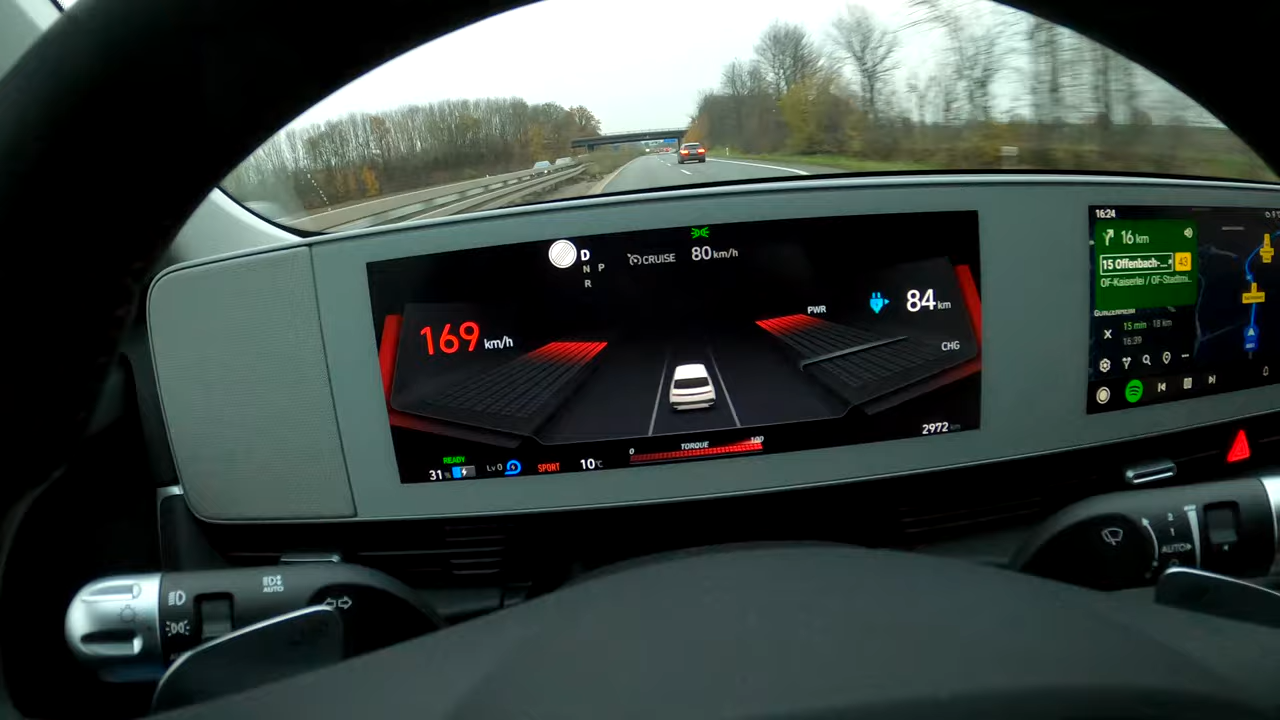 D
N P
R
CRUISE 80 km/h
169 km/h
PWR
84 km
CHG
2972 km
READY
31 %
Lv 0
SPORT
10°C
0 TORQUE 100
16:24
16 km
15 Offenbach-...
43
OF-Kaiserlei / OF-Stadtmi..
15 min · 18 km
16:39
AUTO
2
1
AUTO